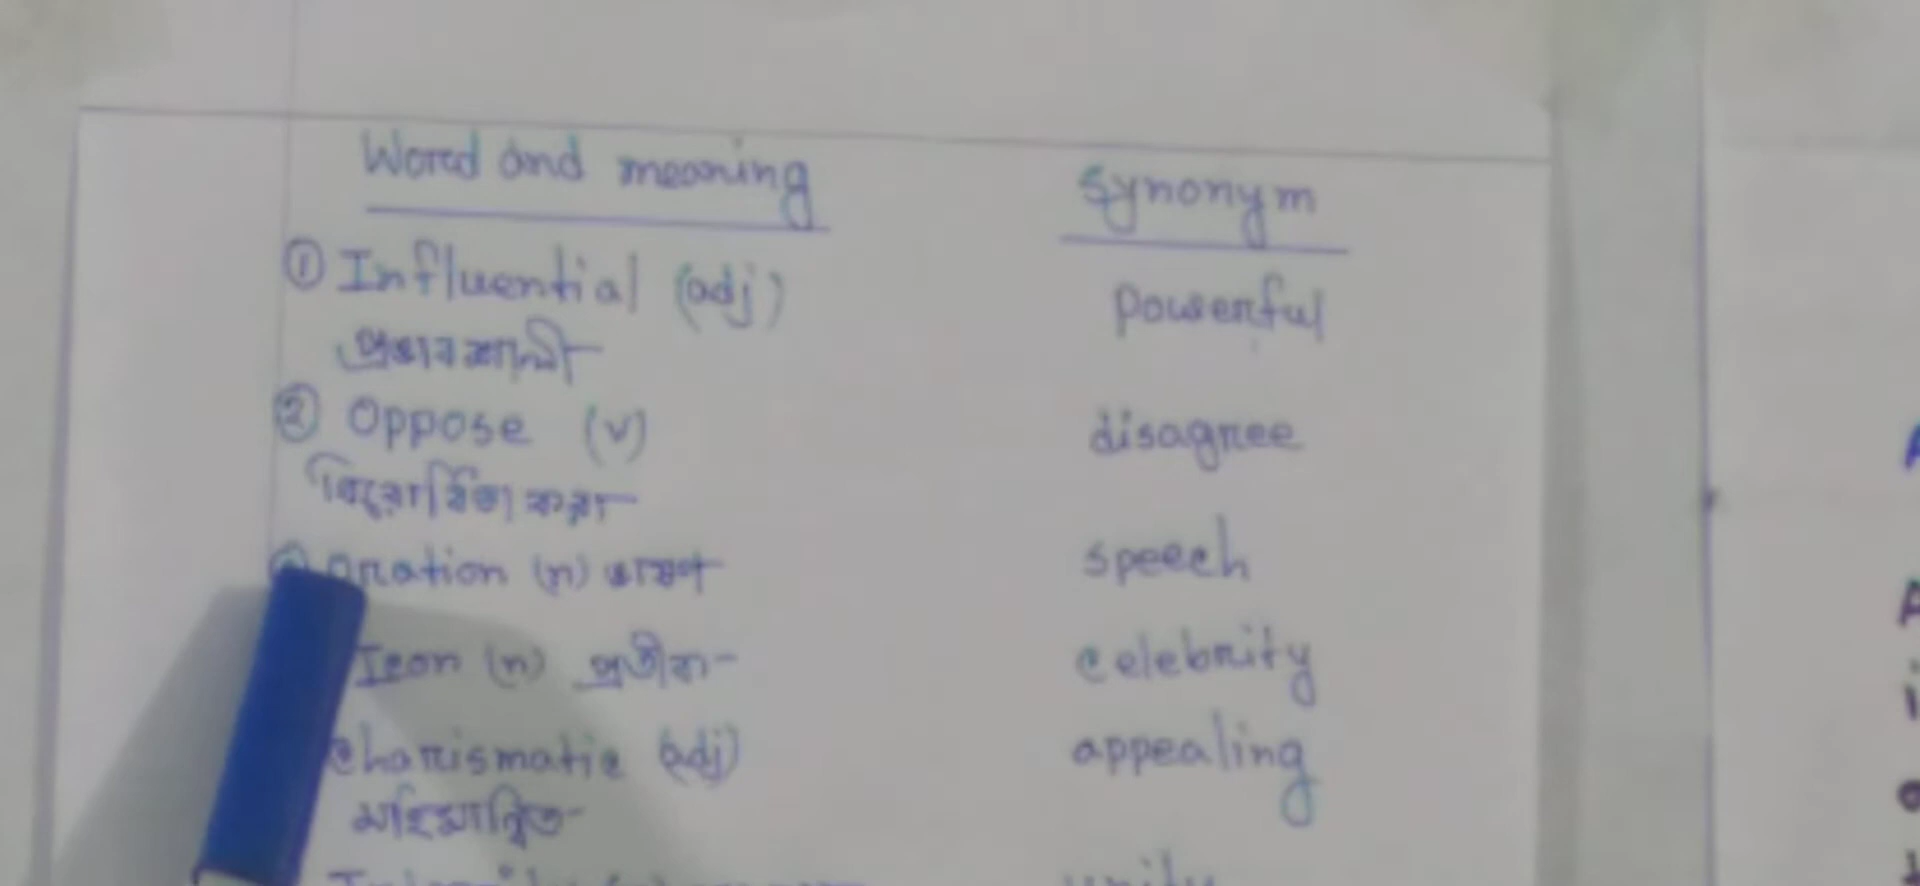 Word and meaning    Synonym
① Influential (adj)    Powerful
প্রভাবশালী
② Oppose (v)    disagree
বিরোধিতা করা
Oration (n) ভাষণ    speech
Icon (n) প্রতীক    celebrity
Charismatic (adj)    appealing
মহিমান্বিত
unity